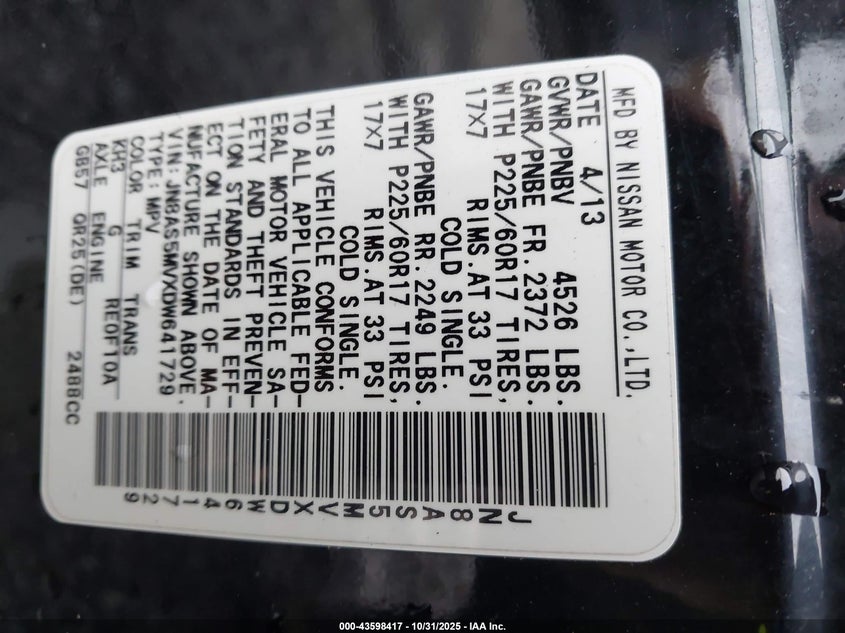 MFD BY NISSAN MOTOR CO.,LTD.
DATE 4/13
GVWR/PNBV 4526 LBS.
GAWR/PNBE FR. 2372 LBS.
WITH P225/60R17 TIRES,
17X7 RIMS.AT 33 PSI
COLD SINGLE.
GAWR/PNBE RR. 2249 LBS.
WITH P225/60R17 TIRES,
17X7 RIMS.AT 33 PSI
COLD SINGLE.
THIS VEHICLE CONFORMS
TO ALL APPLICABLE FED-
ERAL MOTOR VEHICLE SA-
FETY AND THEFT PREVEN-
TION STANDARDS IN EFF-
ECT ON THE DATE OF MA-
NUFACTURE SHOWN ABOVE.
VIN:JN8AS5MVXDW641729
TYPE:MPV
COLOR TRIM TRANS
KH3 G RE0F10A
AXLE ENGINE
GB57 QR25(DE) 2488CC
JN8AS5MVXDW641729
000-43598417 - 10/31/2025 - IAA Inc.